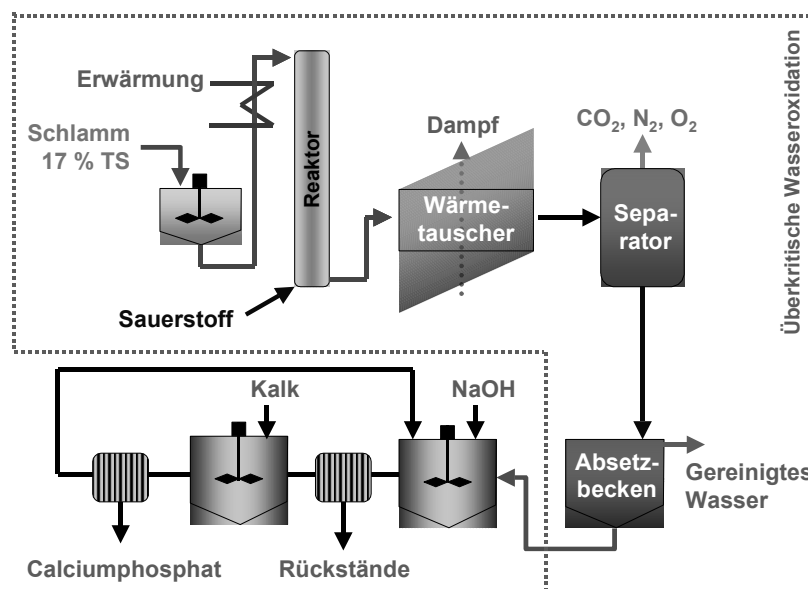 Überkritische Wasseroxidation
Erwärmung
Schlamm
17 % TS
Reaktor
Sauerstoff
Dampf
Wärme-
tauscher
CO₂, N₂, O₂
Sepa-
rator
Kalk
NaOH
Absetz-
becken
Gereinigtes
Wasser
Calciumphosphat
Rückstände